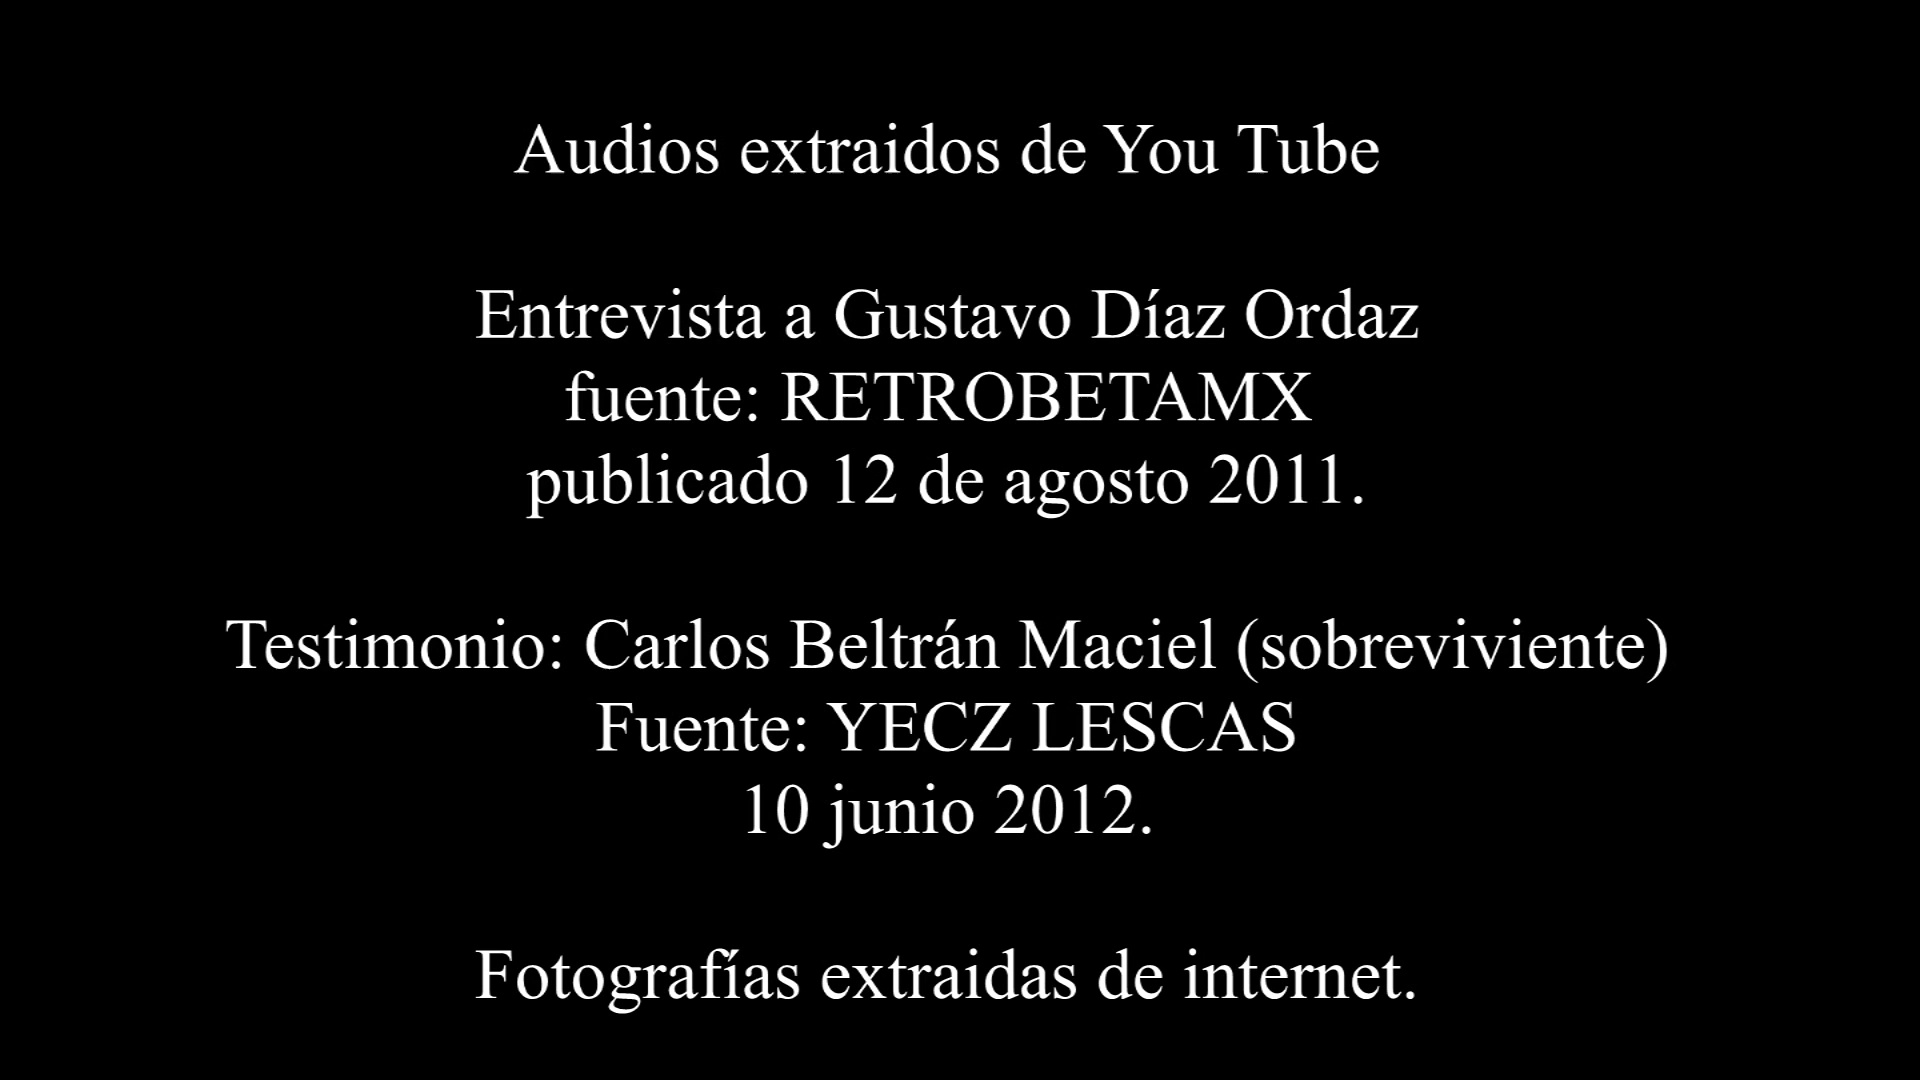 Audios extraidos de You Tube
Entrevista a Gustavo Díaz Ordaz
fuente: RETROBETAMX
publicado 12 de agosto 2011.
Testimonio: Carlos Beltrán Maciel (sobreviviente)
Fuente: YECZ LESCAS
10 junio 2012.
Fotografías extraidas de internet.